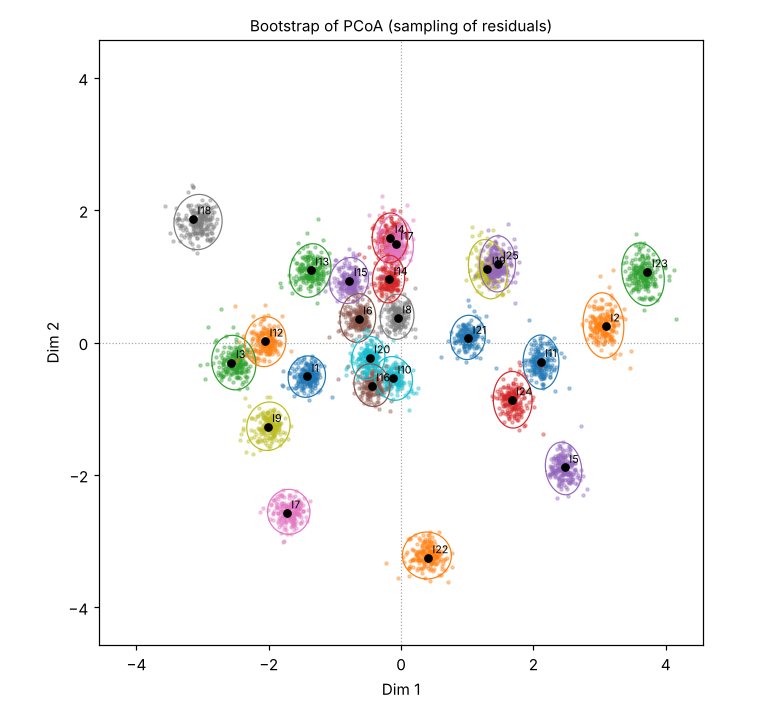 Bootstrap of PCoA (sampling of residuals)
4
2
0
−2
−4
−4
−2
0
2
4
Dim 1
Dim 2
I18
I4
I17
I13
I15
I14
I25
I23
I6
I8
I2
I12
I21
I3
I20
I11
I1
I16
I10
I24
I9
I5
I7
I22